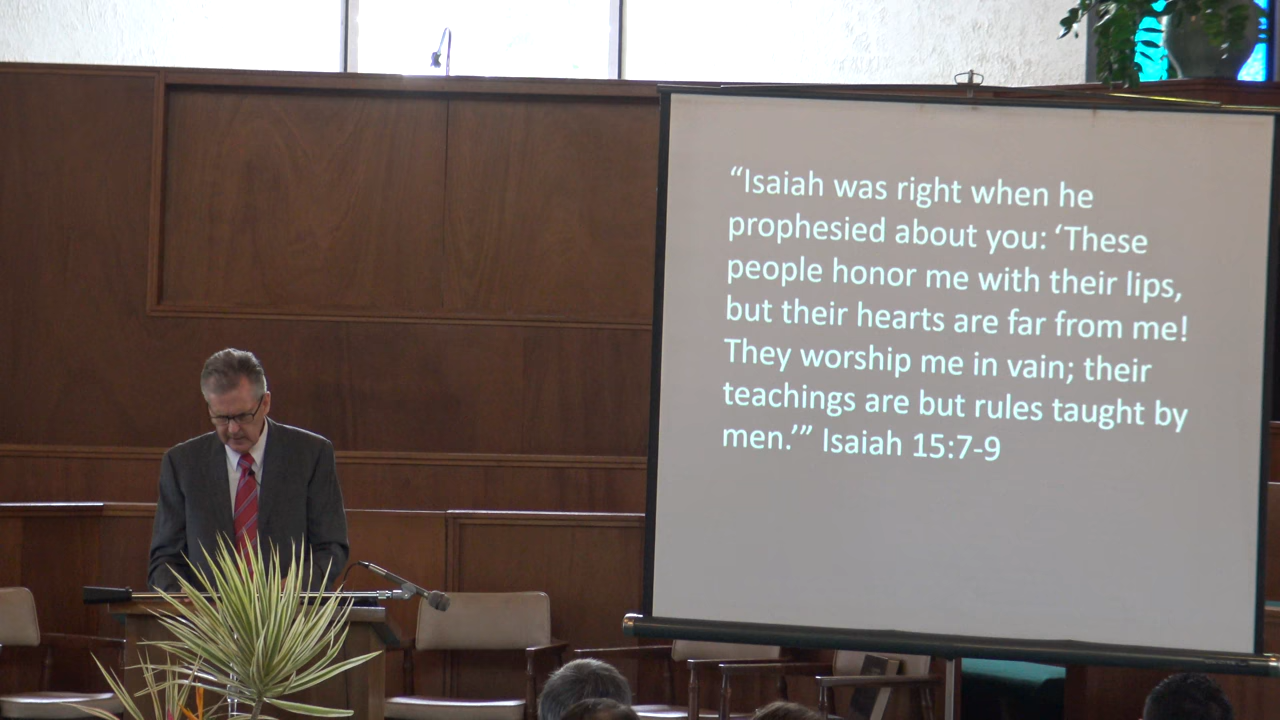 “Isaiah was right when he
prophesied about you: ‘These
people honor me with their lips,
but their hearts are far from me!
They worship me in vain; their
teachings are but rules taught by
men.’” Isaiah 15:7-9